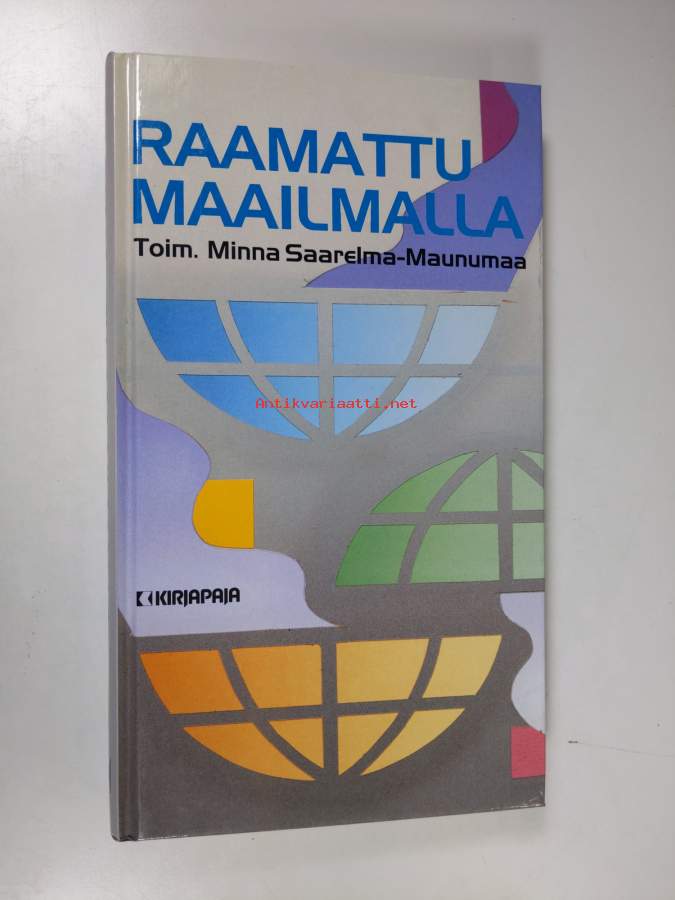 RAAMATTU
MAAILMALLA
Toim. Minna Saarelma-Maunumaa
Antikvariaatti.net
KIRJAPAJA